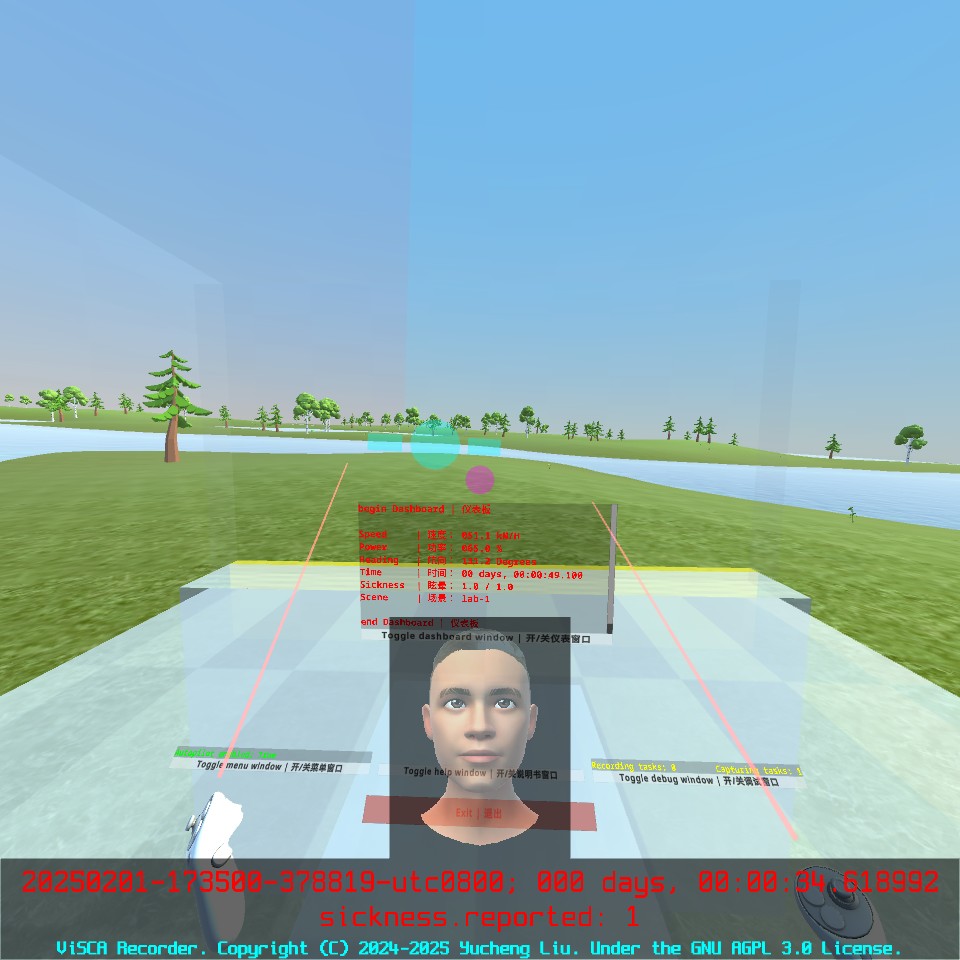 begin Dashboard | 仪表板
Speed | 速度: 061.1 kM/H
Power | 功率: 065.0 %
Heading | Degrees
Time | 时间: 00 days, 00:00:49.100
Sickness | 眩晕: 1.0 / 1.0
Scene | 场景: lab-1
end Dashboard | 仪表板
Toggle dashboard window | 开/关仪表窗口
Toggle menu window | 开/关菜单窗口
Toggle help window | 开/关说明书窗口
Recording tasks: 0 Capturing tasks: 1
Toggle debug window | 开/关调试窗口
Exit | 退出
20250201-173500-378819-utc0800; 000 days, 00:00:34.618992
sickness.reported: 1
ViSCA Recorder. Copyright (C) 2024-2025 Yucheng Liu. Under the GNU AGPL 3.0 License.